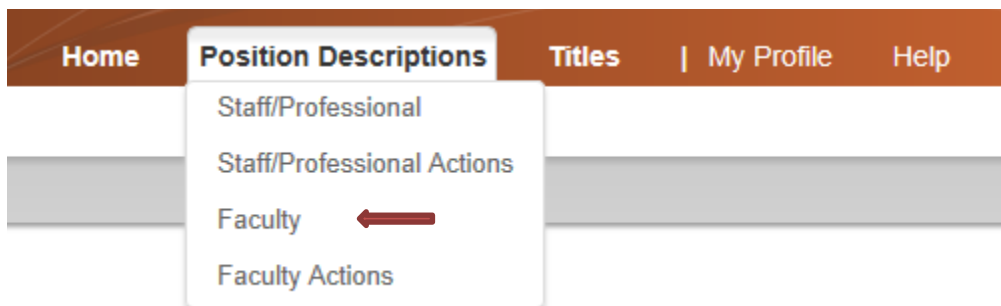 Home Position Descriptions Titles | My Profile Help
Staff/Professional
Staff/Professional Actions
Faculty
Faculty Actions